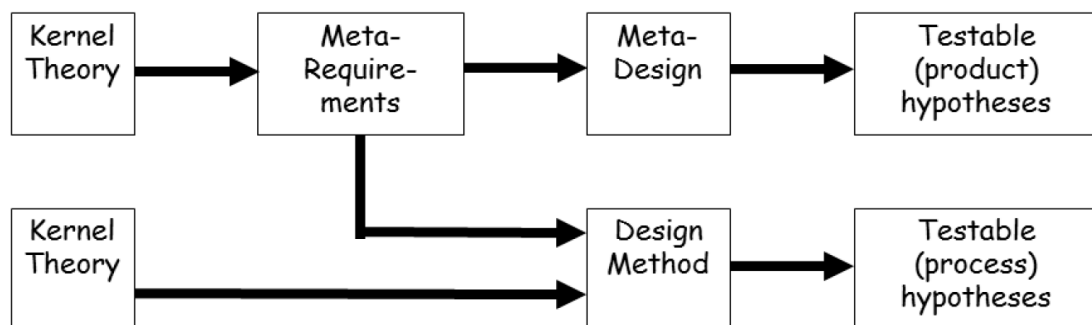 Kernel
Theory
Meta-
Require-
ments
Meta-
Design
Testable
(product)
hypotheses
Kernel
Theory
Design
Method
Testable
(process)
hypotheses